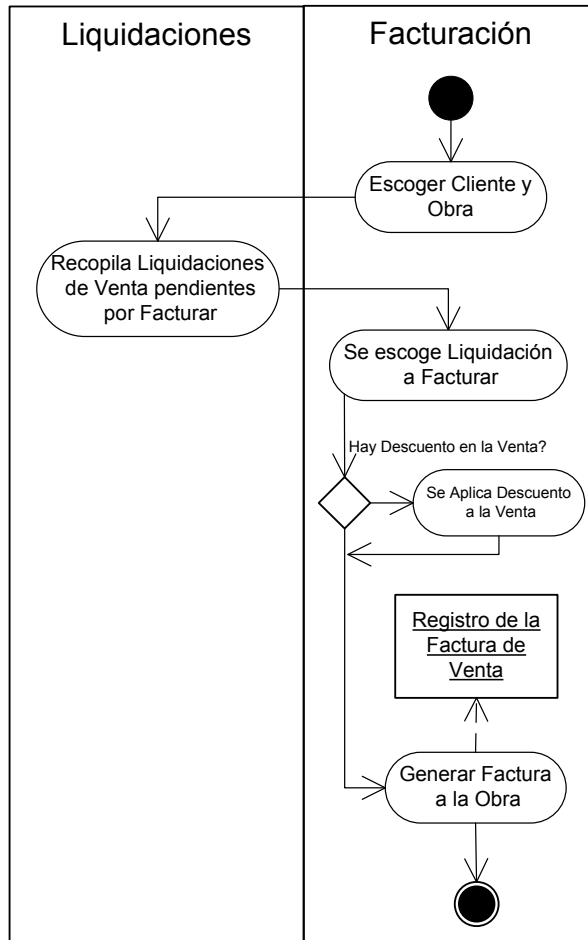 Liquidaciones
Facturación
Escoger Cliente y
Obra
Recopila Liquidaciones
de Venta pendientes
por Facturar
Se escoge Liquidación
a Facturar
Hay Descuento en la Venta?
Se Aplica Descuento
a la Venta
Registro de la
Factura de
Venta
Generar Factura
a la Obra